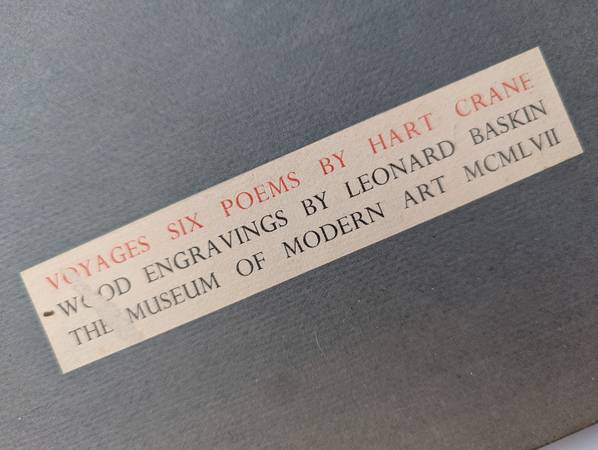 VOYAGES SIX POEMS BY HART CRANE
WOOD ENGRAVINGS BY LEONARD BASKIN
THE MUSEUM OF MODERN ART MCMLVII